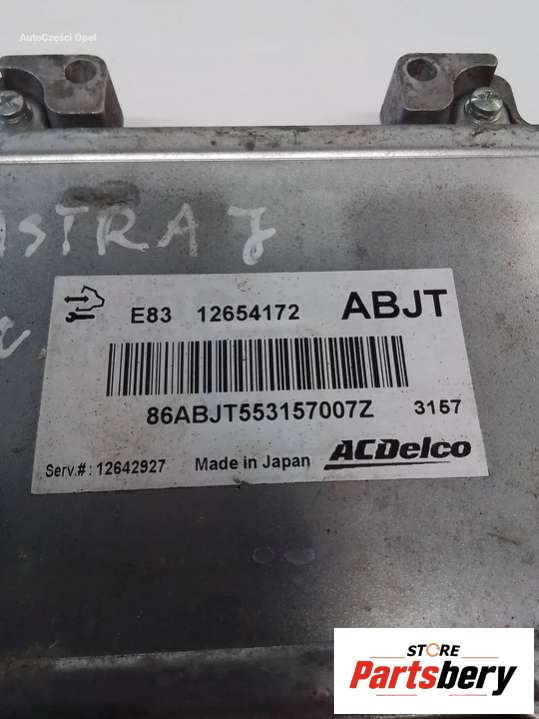 AutoCzęści Opel
ASTRA J
E83 12654172 ABJT
86ABJT553157007Z 3157
Serv.#: 12642927 Made in Japan ACDelco
STORE
Partsbery